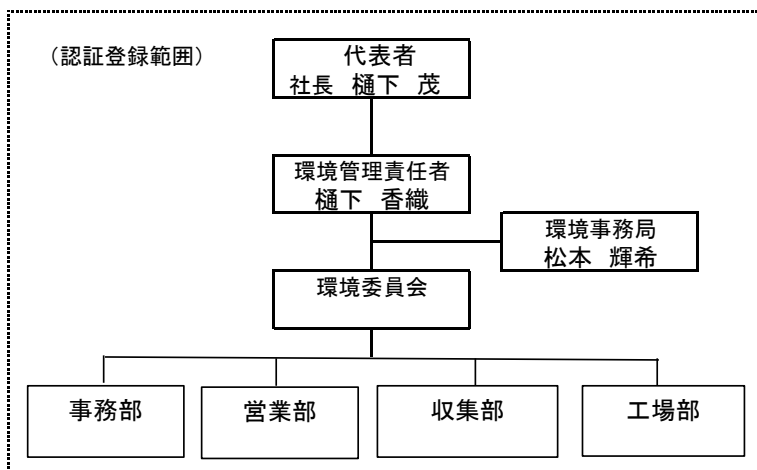 （認証登録範囲）
代表者
社長 樋下 茂
環境管理責任者
樋下 香織
環境事務局
松本 輝希
環境委員会
事務部
営業部
収集部
工場部